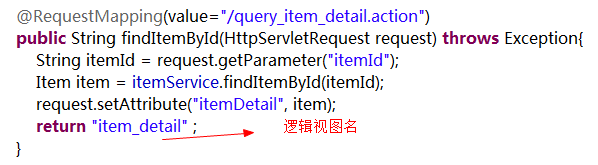 @RequestMapping(value="/query_item_detail.action")
public String findItemById(HttpServletRequest request) throws Exception{
String itemId = request.getParameter("itemId");
Item item = itemService.findItemById(itemId);
request.setAttribute("itemDetail", item);
return "item_detail" ; 逻辑视图名
}